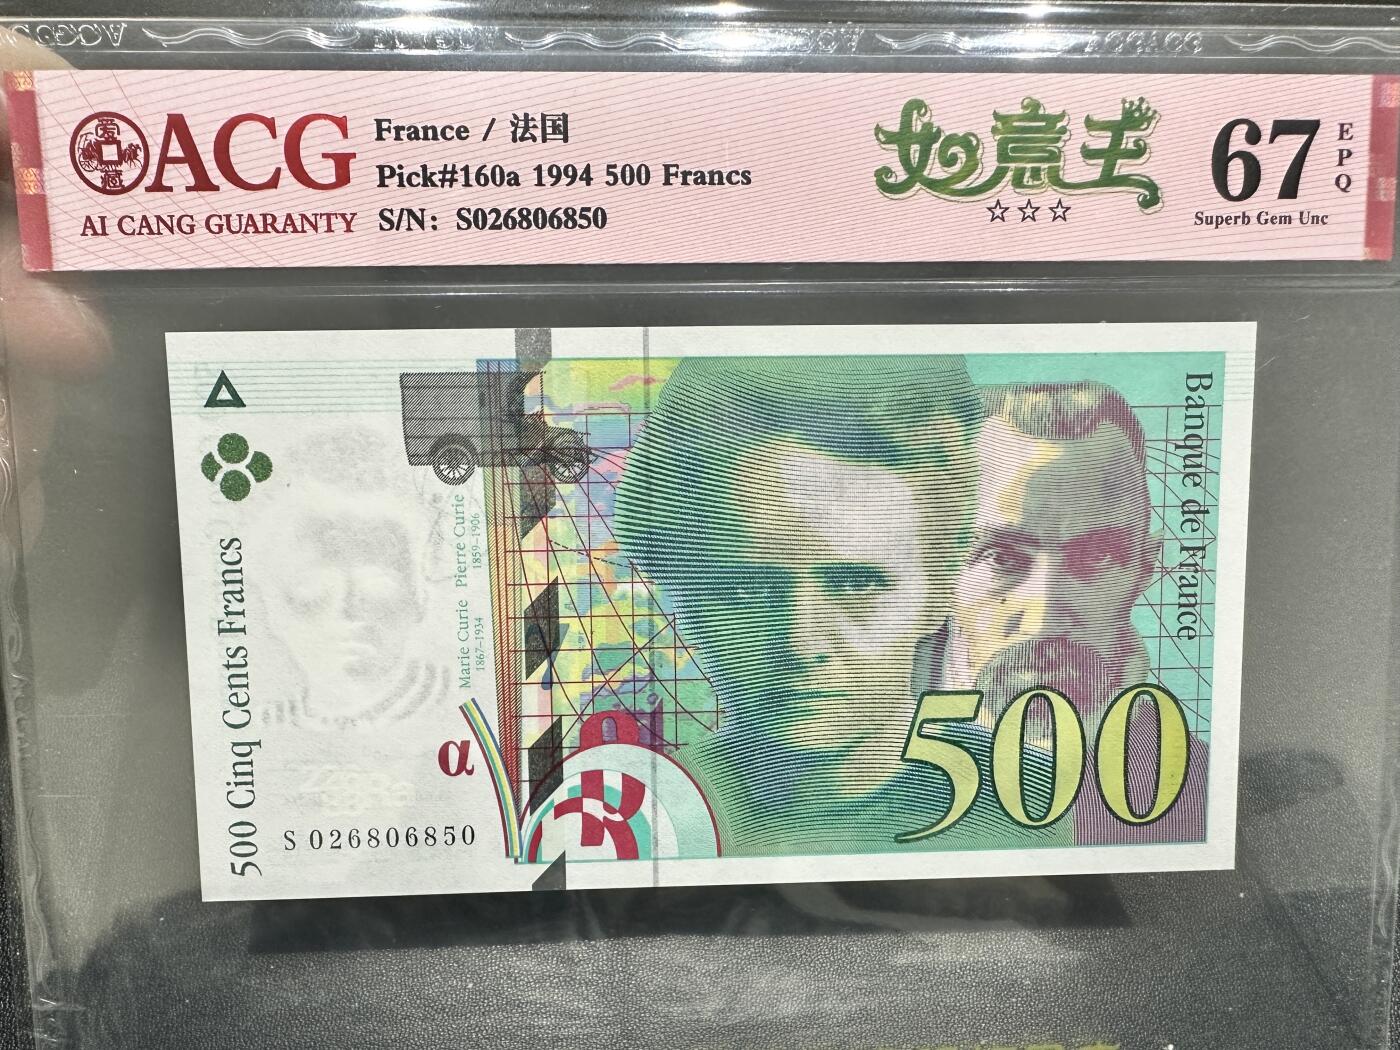 ACG
AI CANG GUARANTY
France / 法国
Pick#160a 1994 500 Francs
S/N: S026806850
如意王
☆☆☆
67
EPQ
Superb Gem Unc
500 Cinq Cents Francs
Marie Curie Pierre Curie
1867-1934 1859-1906
α
S 026806850
Banque de France
500